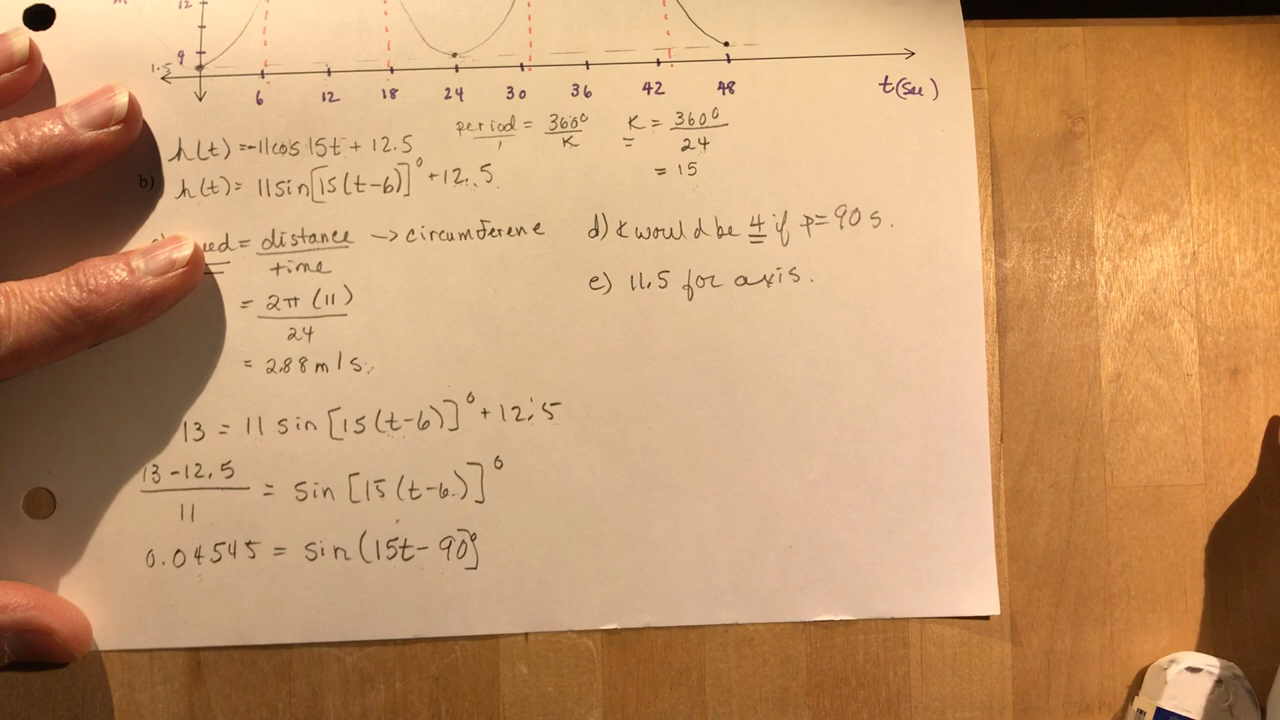 12
4
1.5
6 12 18 24 30 36 42 48 t(sec)
h(t) = -11cos 15t + 12.5
period = 360° / K
K = 360° / 24
= 15
b) h(t) = 11 sin[15(t-6)]° + 12.5
= distance / time → circumference
= 2π(11) / 24
= 2.88 m/s.
d) K would be 4 if p = 90 s.
e) 11.5 for axis.
13 = 11 sin [15(t-6)]° + 12.5
13 - 12.5 / 11 = sin [15(t-6)]°
0.04545 = sin(15t - 90)°